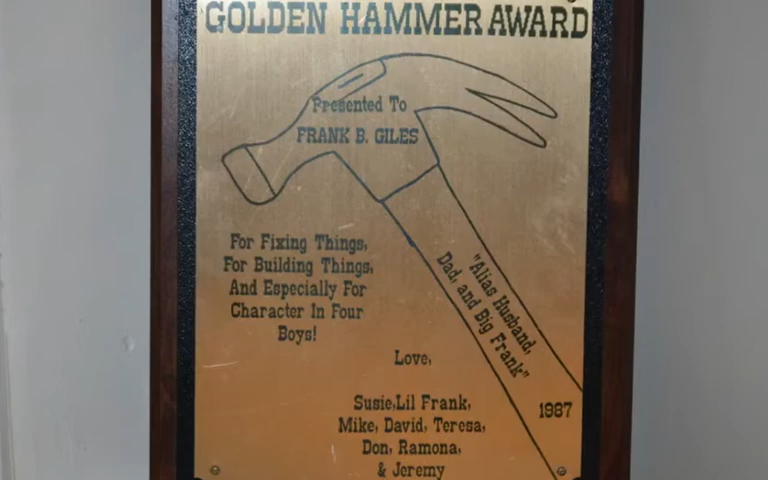 GOLDEN HAMMER AWARD
Presented To
FRANK B. GILES
For Fixing Things,
For Building Things,
And Especially For
Character In Four
Boys!
"Alias Husband,
Dad, and Big Frank"
Love,
Susie,Lil Frank,
Mike, David, Teresa,
Don, Ramona,
& Jeremy
1987